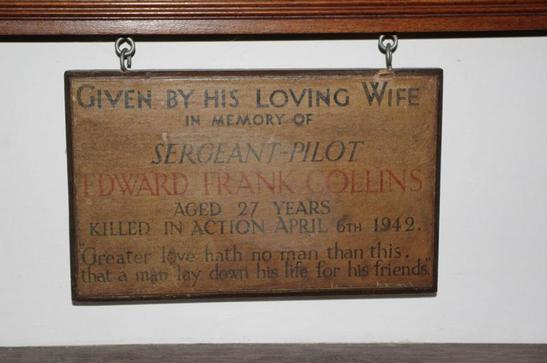 GIVEN BY HIS LOVING WIFE
IN MEMORY OF
SERGEANT-PILOT
EDWARD FRANK COLLINS
AGED 27 YEARS
KILLED IN ACTION APRIL 6TH 1942.
"Greater love hath no man than this,
that a man lay down his life for his friends."